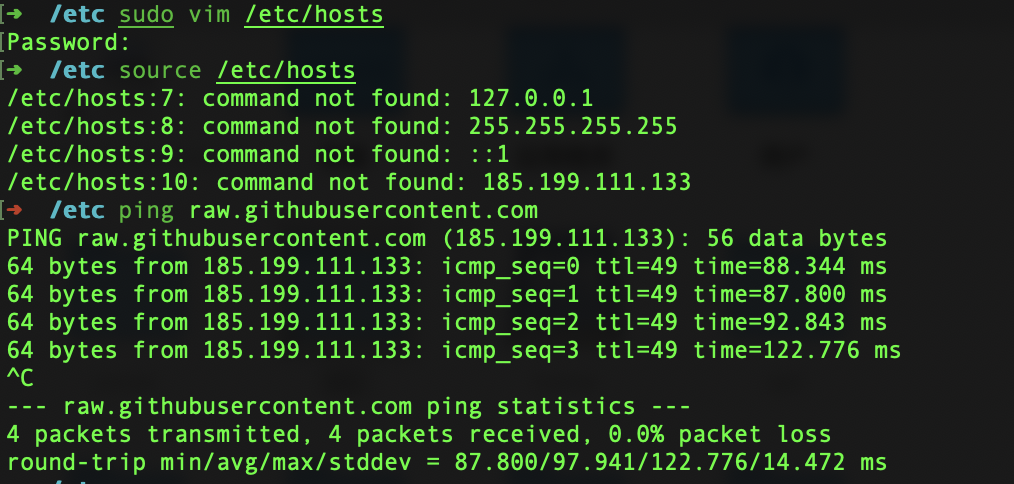 [➜  /etc sudo vim /etc/hosts
[Password:
[➜  /etc source /etc/hosts
/etc/hosts:7: command not found: 127.0.0.1
/etc/hosts:8: command not found: 255.255.255.255
/etc/hosts:9: command not found: ::1
/etc/hosts:10: command not found: 185.199.111.133
[➜  /etc ping raw.githubusercontent.com
PING raw.githubusercontent.com (185.199.111.133): 56 data bytes
64 bytes from 185.199.111.133: icmp_seq=0 ttl=49 time=88.344 ms
64 bytes from 185.199.111.133: icmp_seq=1 ttl=49 time=87.800 ms
64 bytes from 185.199.111.133: icmp_seq=2 ttl=49 time=92.843 ms
64 bytes from 185.199.111.133: icmp_seq=3 ttl=49 time=122.776 ms
^C
--- raw.githubusercontent.com ping statistics ---
4 packets transmitted, 4 packets received, 0.0% packet loss
round-trip min/avg/max/stddev = 87.800/97.941/122.776/14.472 ms